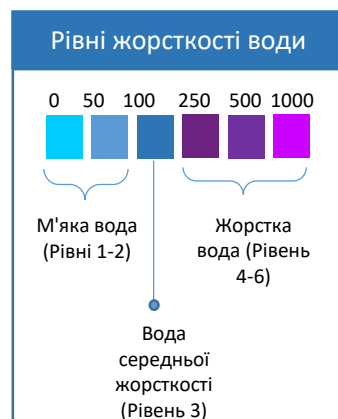 Рівні жорсткості води
0 50 100 250 500 1000
М'яка вода
(Рівні 1-2)
Жорстка
вода (Рівень
4-6)
Вода
середньої
жорсткості
(Рівень 3)